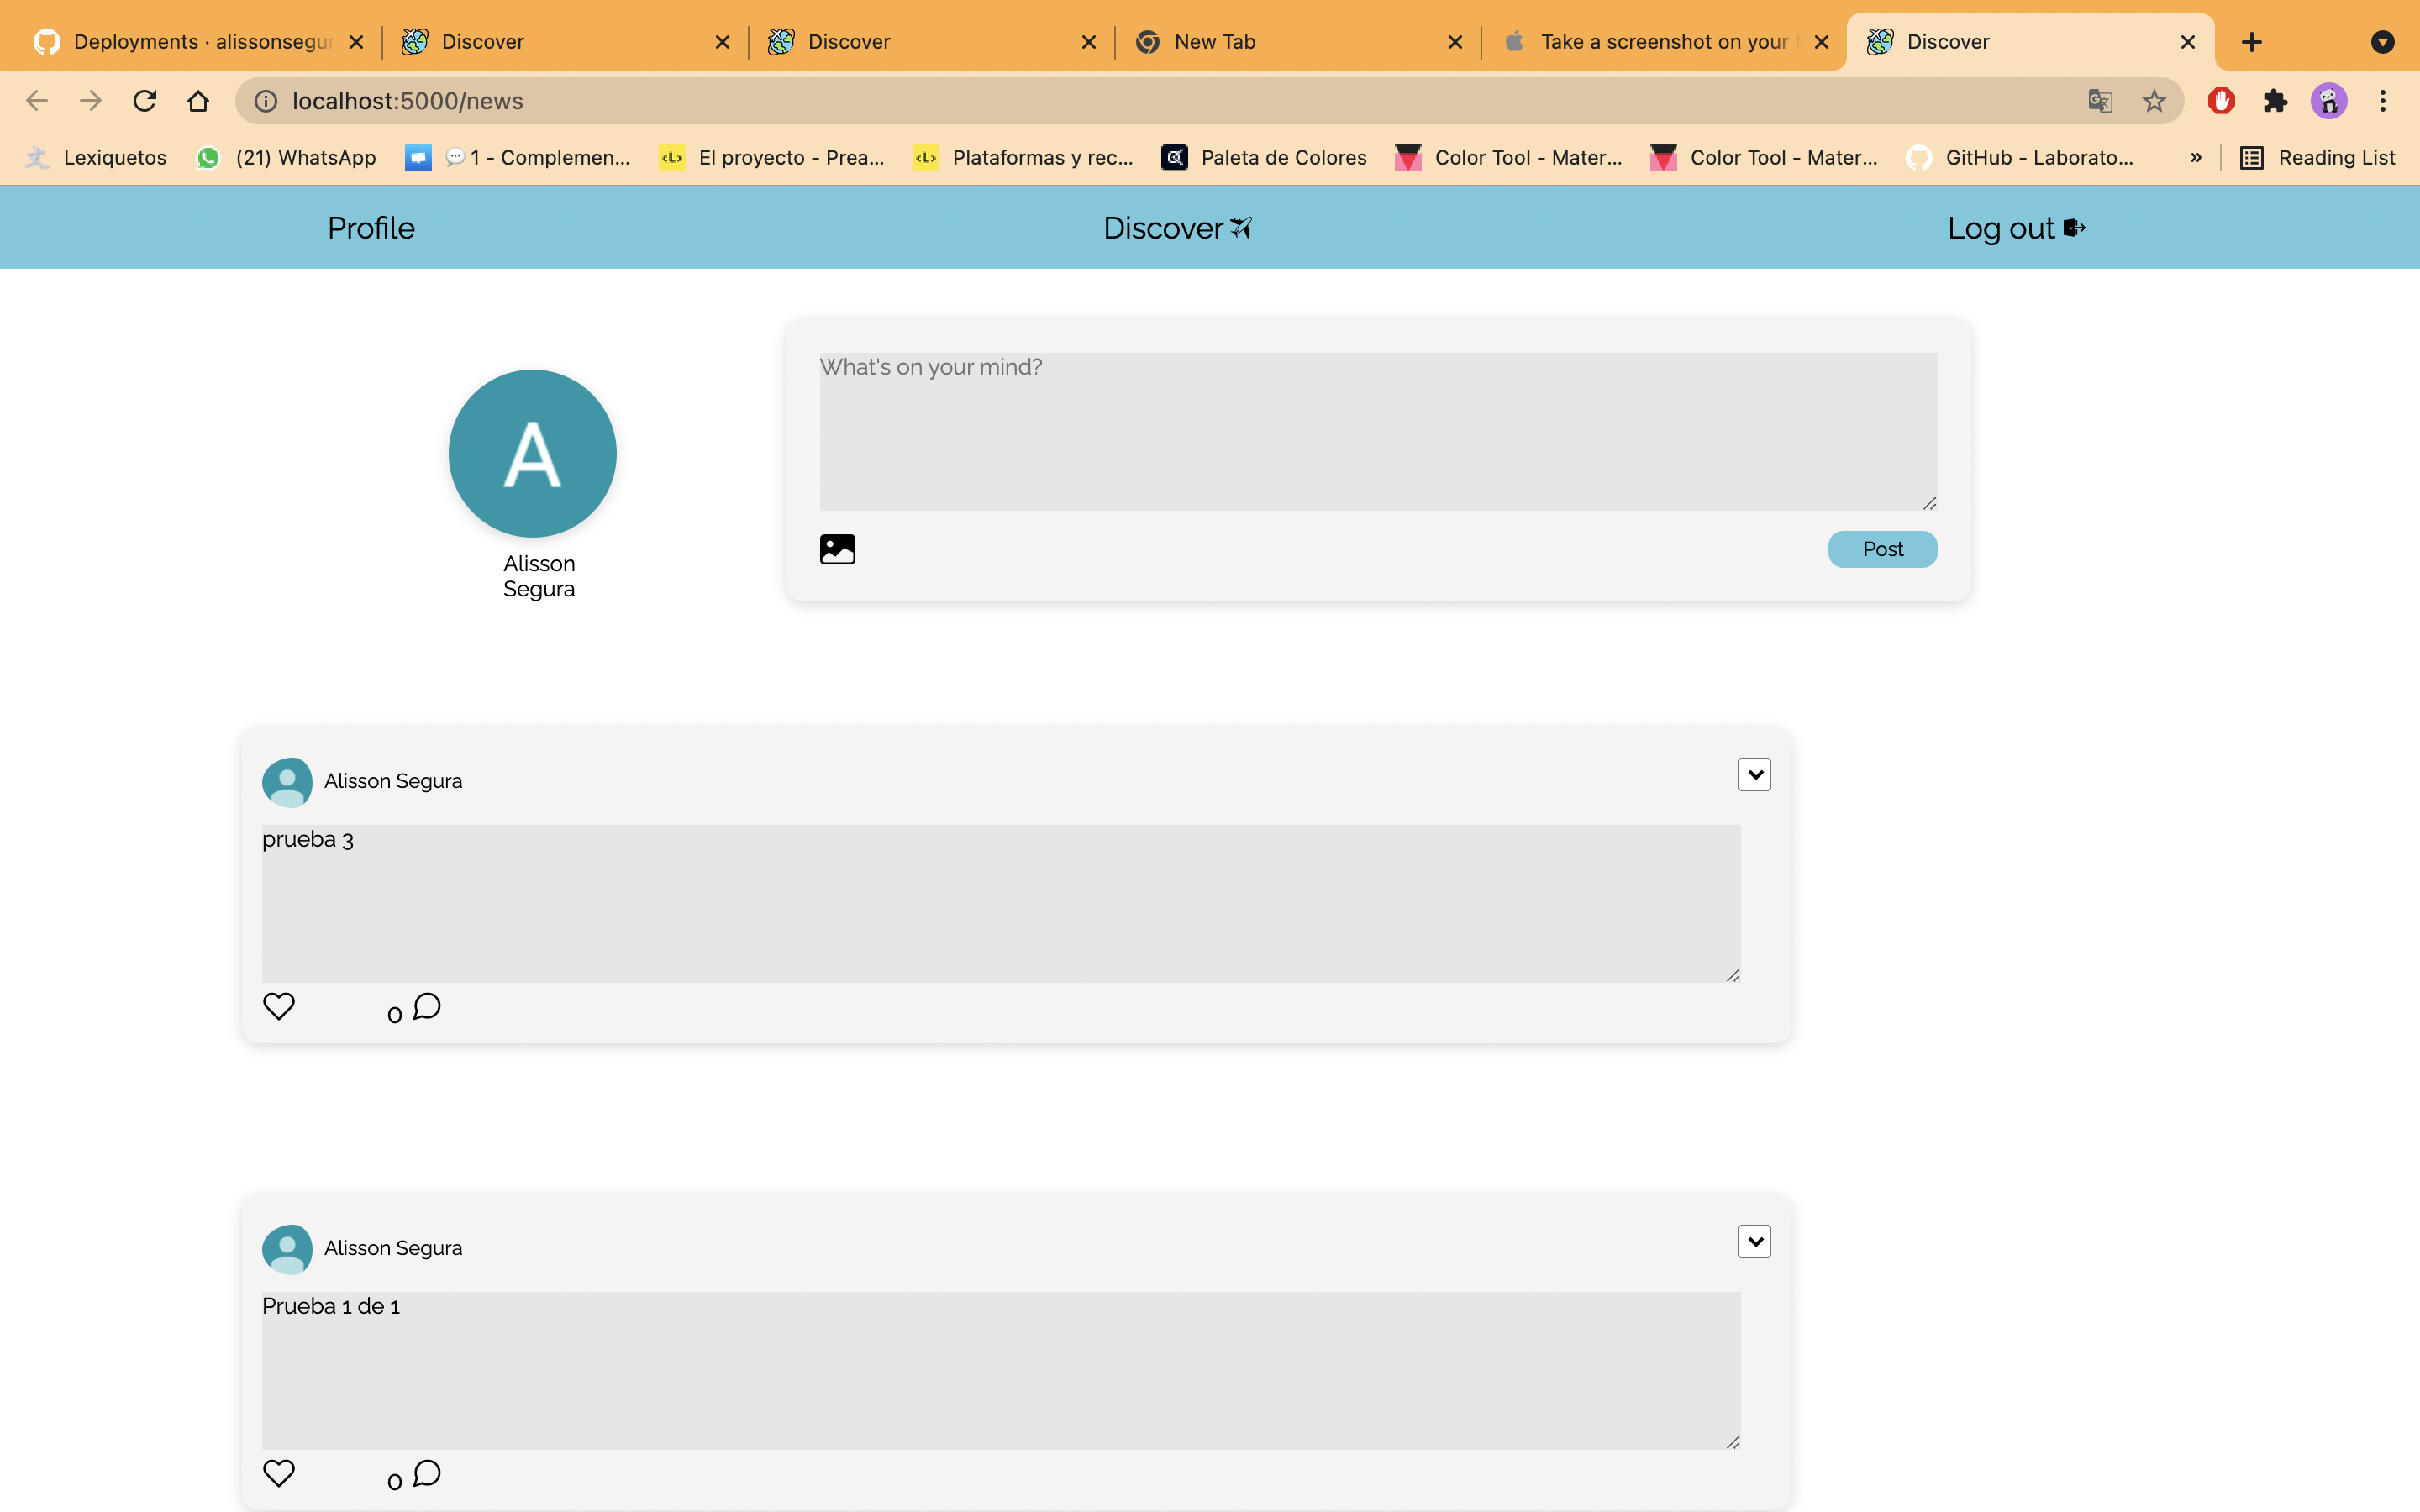 Deployments · alissonsegur
Discover
Discover
New Tab
Take a screenshot on your
Discover
localhost:5000/news
Lexiquetos
(21) WhatsApp
1 - Complemen...
El proyecto - Prea...
Plataformas y rec...
Paleta de Colores
Color Tool - Mater...
Color Tool - Mater...
GitHub - Laborato...
»
Reading List
Profile
Discover
Log out
A
Alisson
Segura
What's on your mind?
Post
Alisson Segura
prueba 3
0
Alisson Segura
Prueba 1 de 1
0